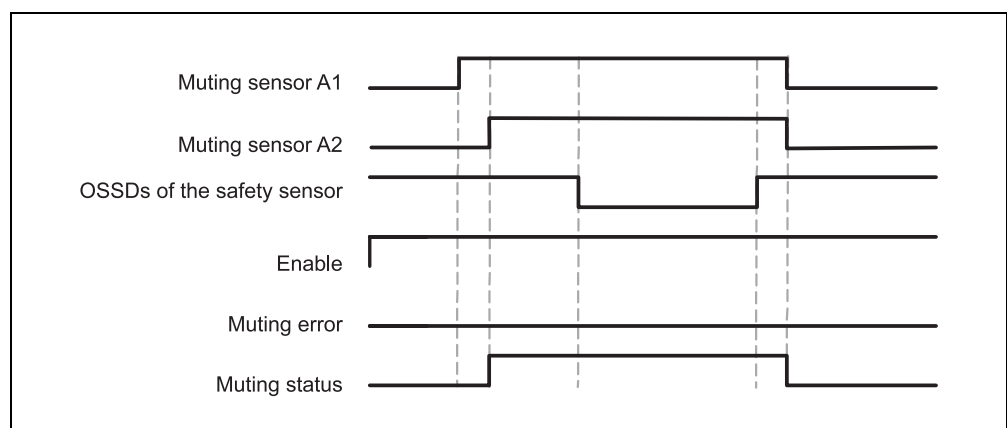 Muting sensor A1
Muting sensor A2
OSSDs of the safety sensor
Enable
Muting error
Muting status